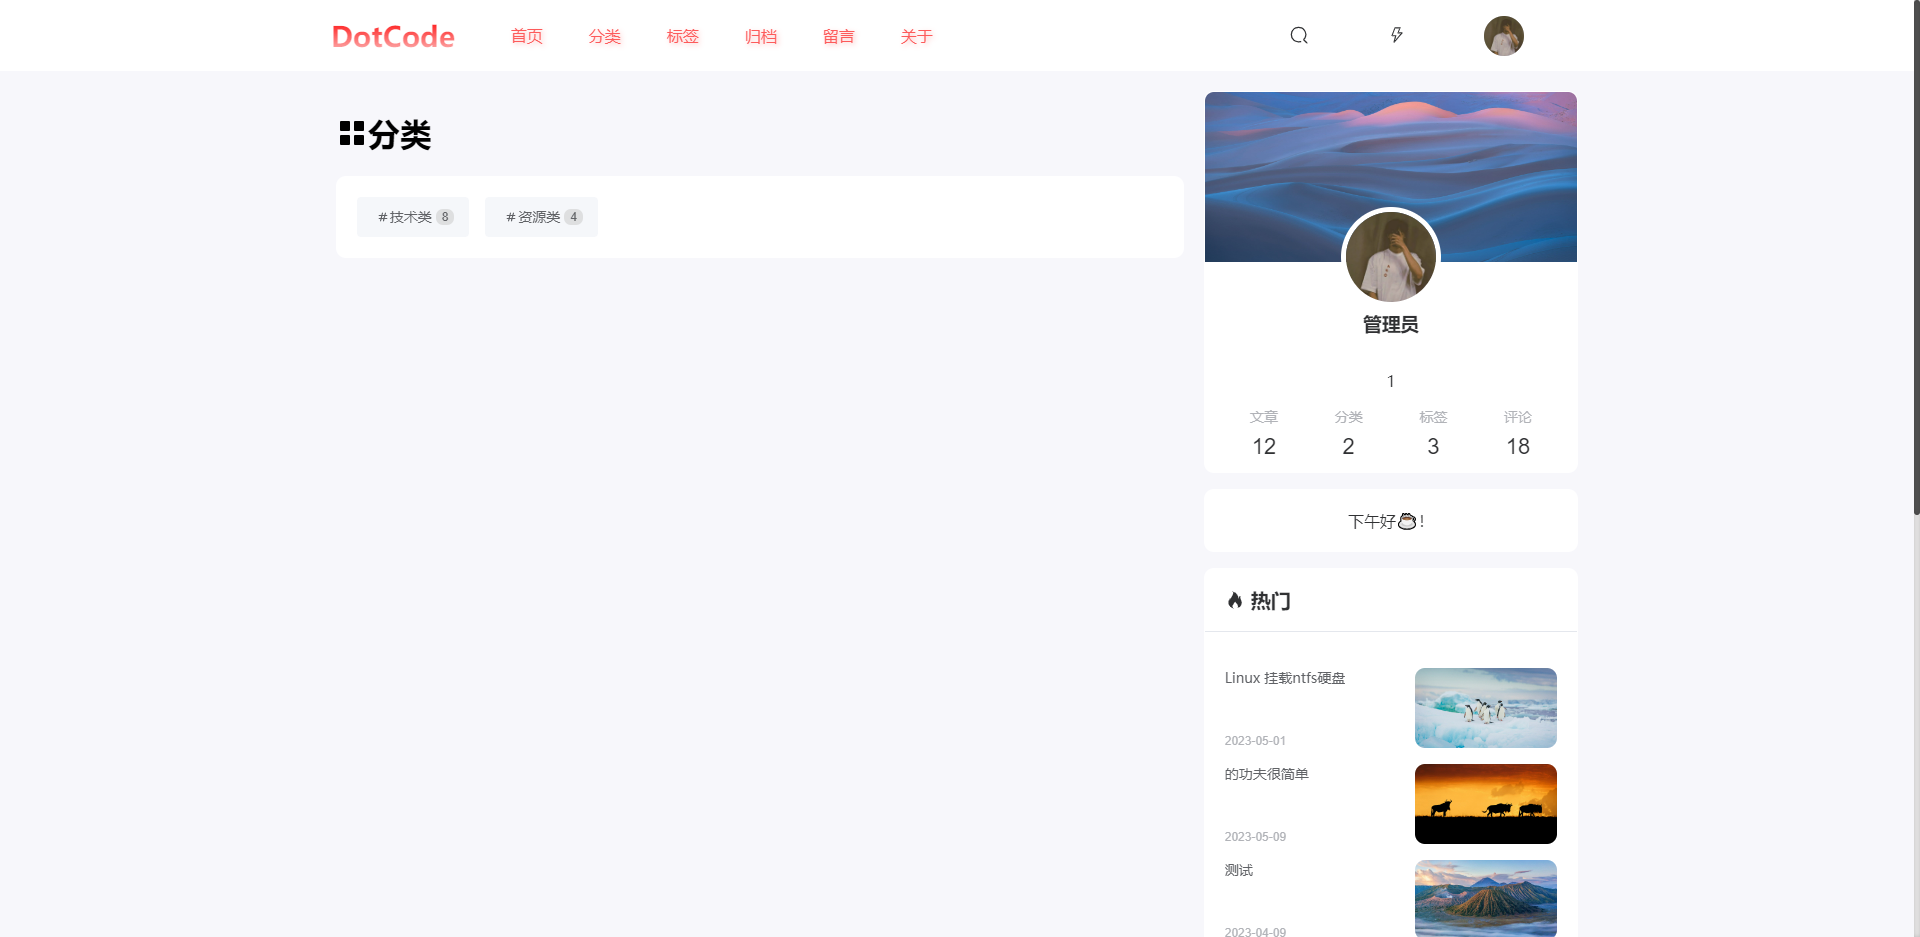 DotCode 首页 分类 标签 归档 留言 关于
分类
# 技术类 8 # 资源类 4
管理员
1
文章 分类 标签 评论
12 2 3 18
下午好☕!
热门
Linux 挂载ntfs硬盘
2023-05-01
的功夫很简单
2023-05-09
测试
2023-04-09